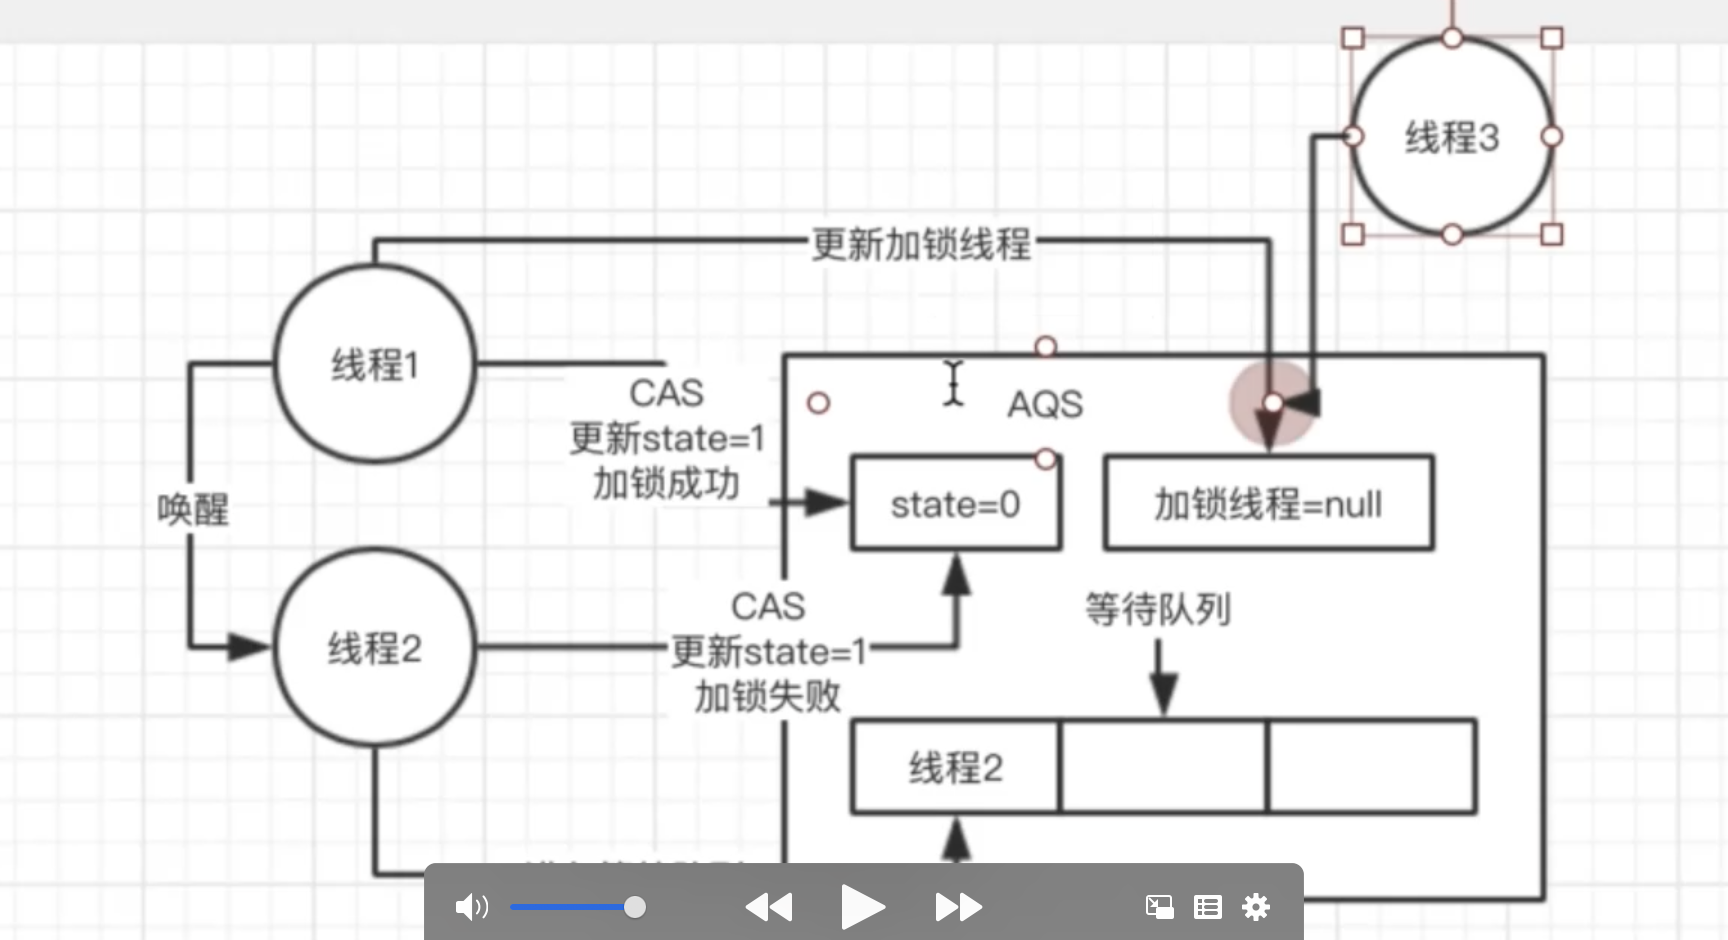 线程3
更新加锁线程
线程1
CAS
更新state=1
加锁成功
AQS
state=0
加锁线程=null
唤醒
线程2
CAS
更新state=1
加锁失败
等待队列
线程2